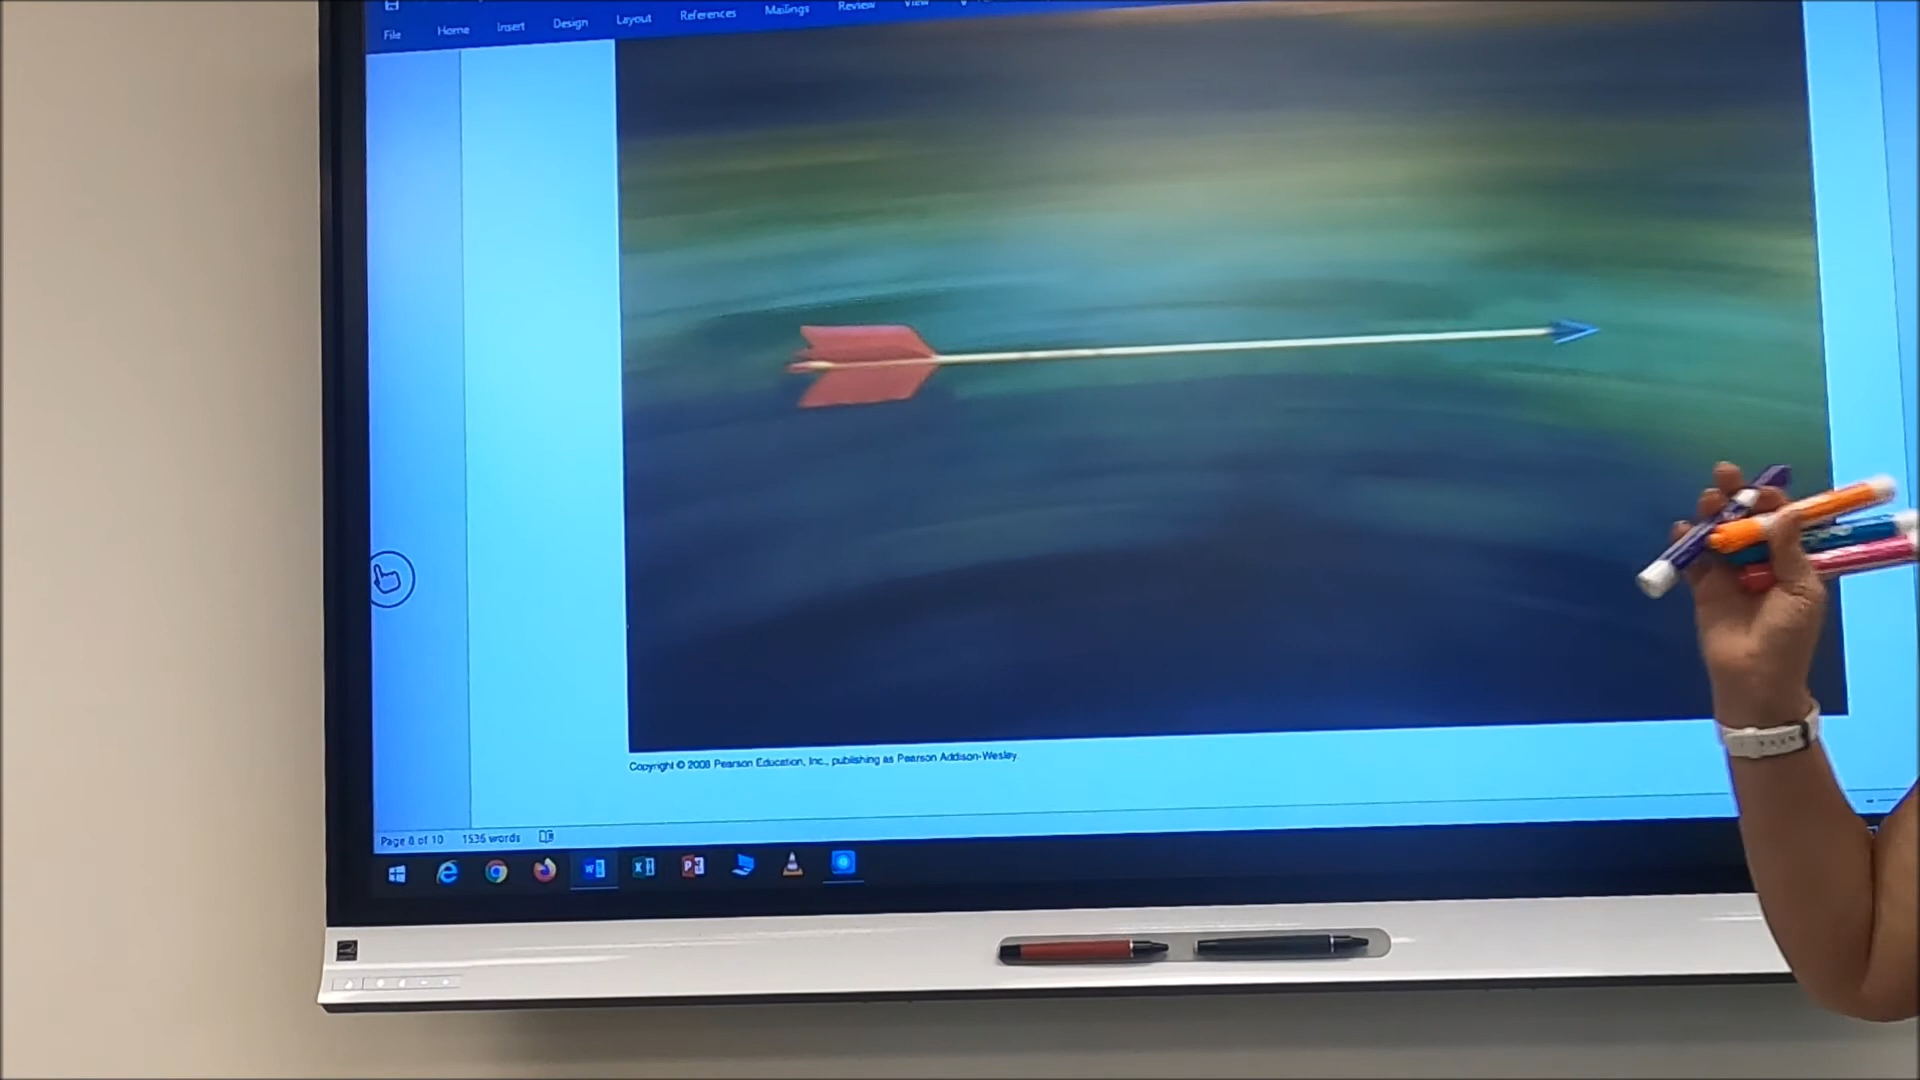 File Home Insert Design Layout References Mailings Review View
Copyright © 2008 Pearson Education, Inc., publishing as Pearson Addison-Wesley.
Page 8 of 10 1536 words